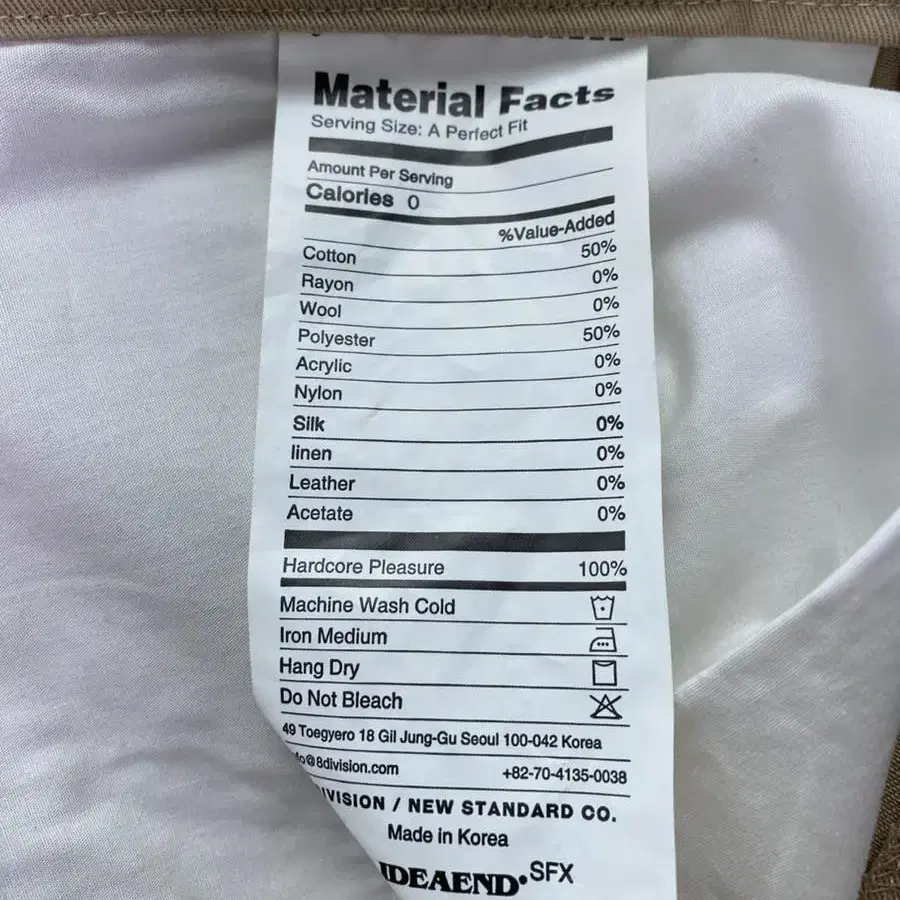 Material Facts
Serving Size: A Perfect Fit
Amount Per Serving
Calories 0
%Value-Added
Cotton 50%
Rayon 0%
Wool 0%
Polyester 50%
Acrylic 0%
Nylon 0%
Silk 0%
linen 0%
Leather 0%
Acetate 0%
Hardcore Pleasure 100%
Machine Wash Cold
Iron Medium
Hang Dry
Do Not Bleach
49 Toegyero 18 Gil Jung-Gu Seoul 100-042 Korea
fo@8division.com +82-70-4135-0038
IVISION / NEW STANDARD CO.
Made in Korea
IDEAEND• SFX